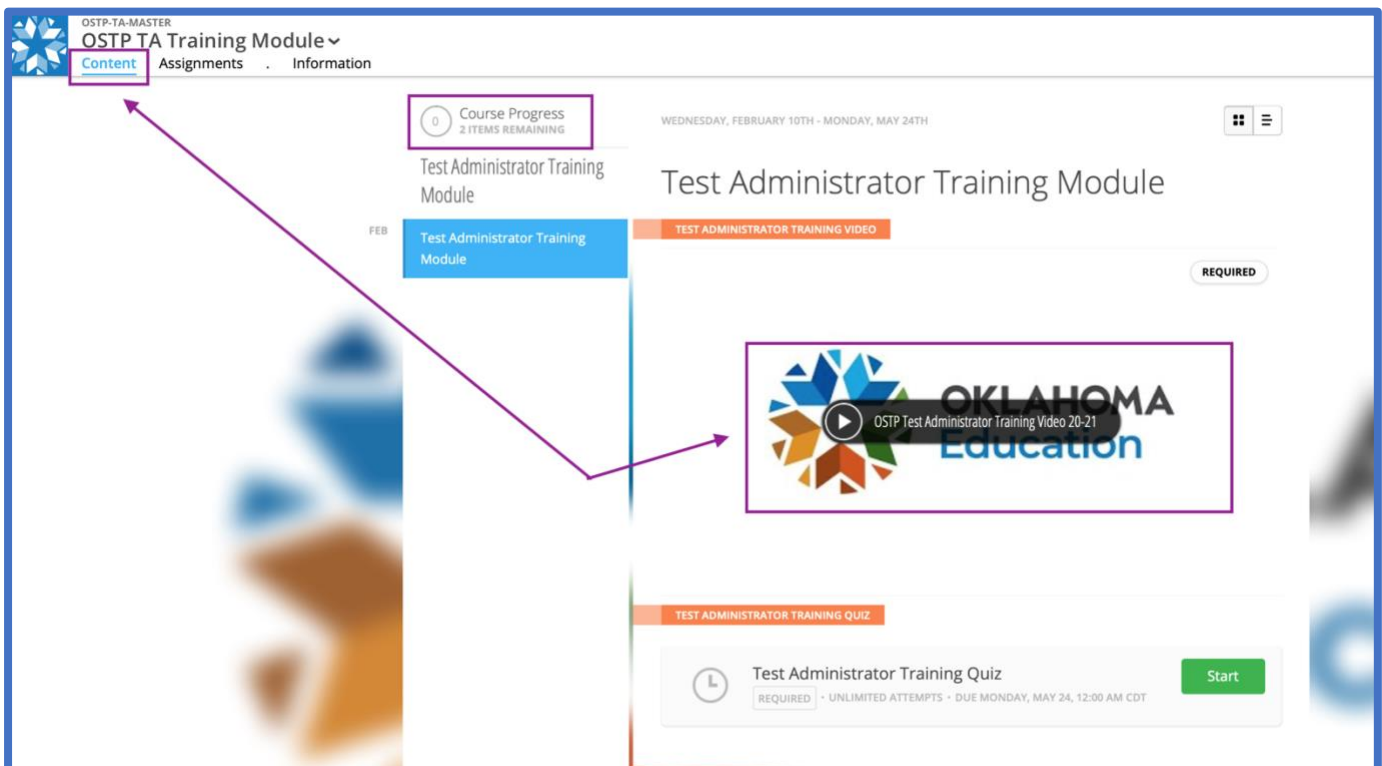 OSTP-TA-MASTER
OSTP TA Training Module
Content Assignments . Information
0 Course Progress
2 ITEMS REMAINING
Test Administrator Training
Module
FEB
Test Administrator Training
Module
WEDNESDAY, FEBRUARY 10TH - MONDAY, MAY 24TH
Test Administrator Training Module
TEST ADMINISTRATOR TRAINING VIDEO
REQUIRED
OKLAHOMA
OSTP Test Administrator Training Video 20-21
Education
TEST ADMINISTRATOR TRAINING QUIZ
Test Administrator Training Quiz
REQUIRED · UNLIMITED ATTEMPTS · DUE MONDAY, MAY 24, 12:00 AM CDT
Start